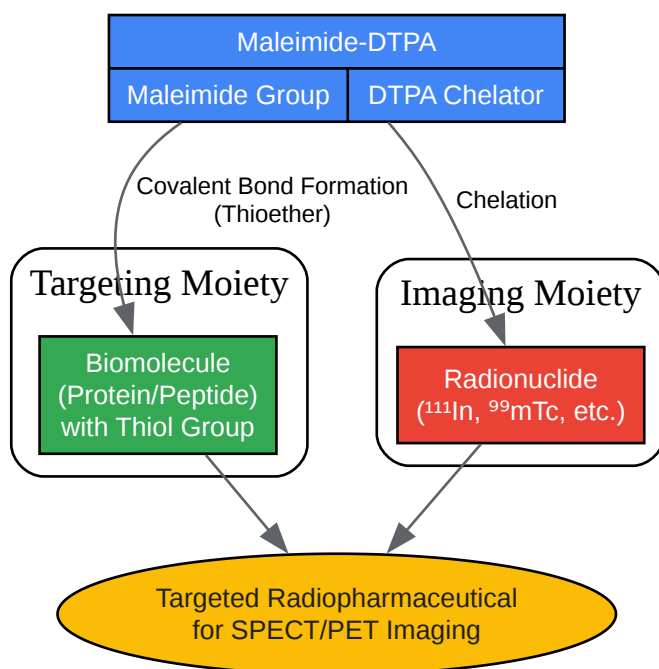 Maleimide-DTPA
Maleimide Group
DTPA Chelator
Covalent Bond Formation
(Thioether)
Chelation
Targeting Moiety
Imaging Moiety
Biomolecule
(Protein/Peptide)
with Thiol Group
Radionuclide
(¹¹¹In, ⁹⁹mTc, etc.)
Targeted Radiopharmaceutical
for SPECT/PET Imaging